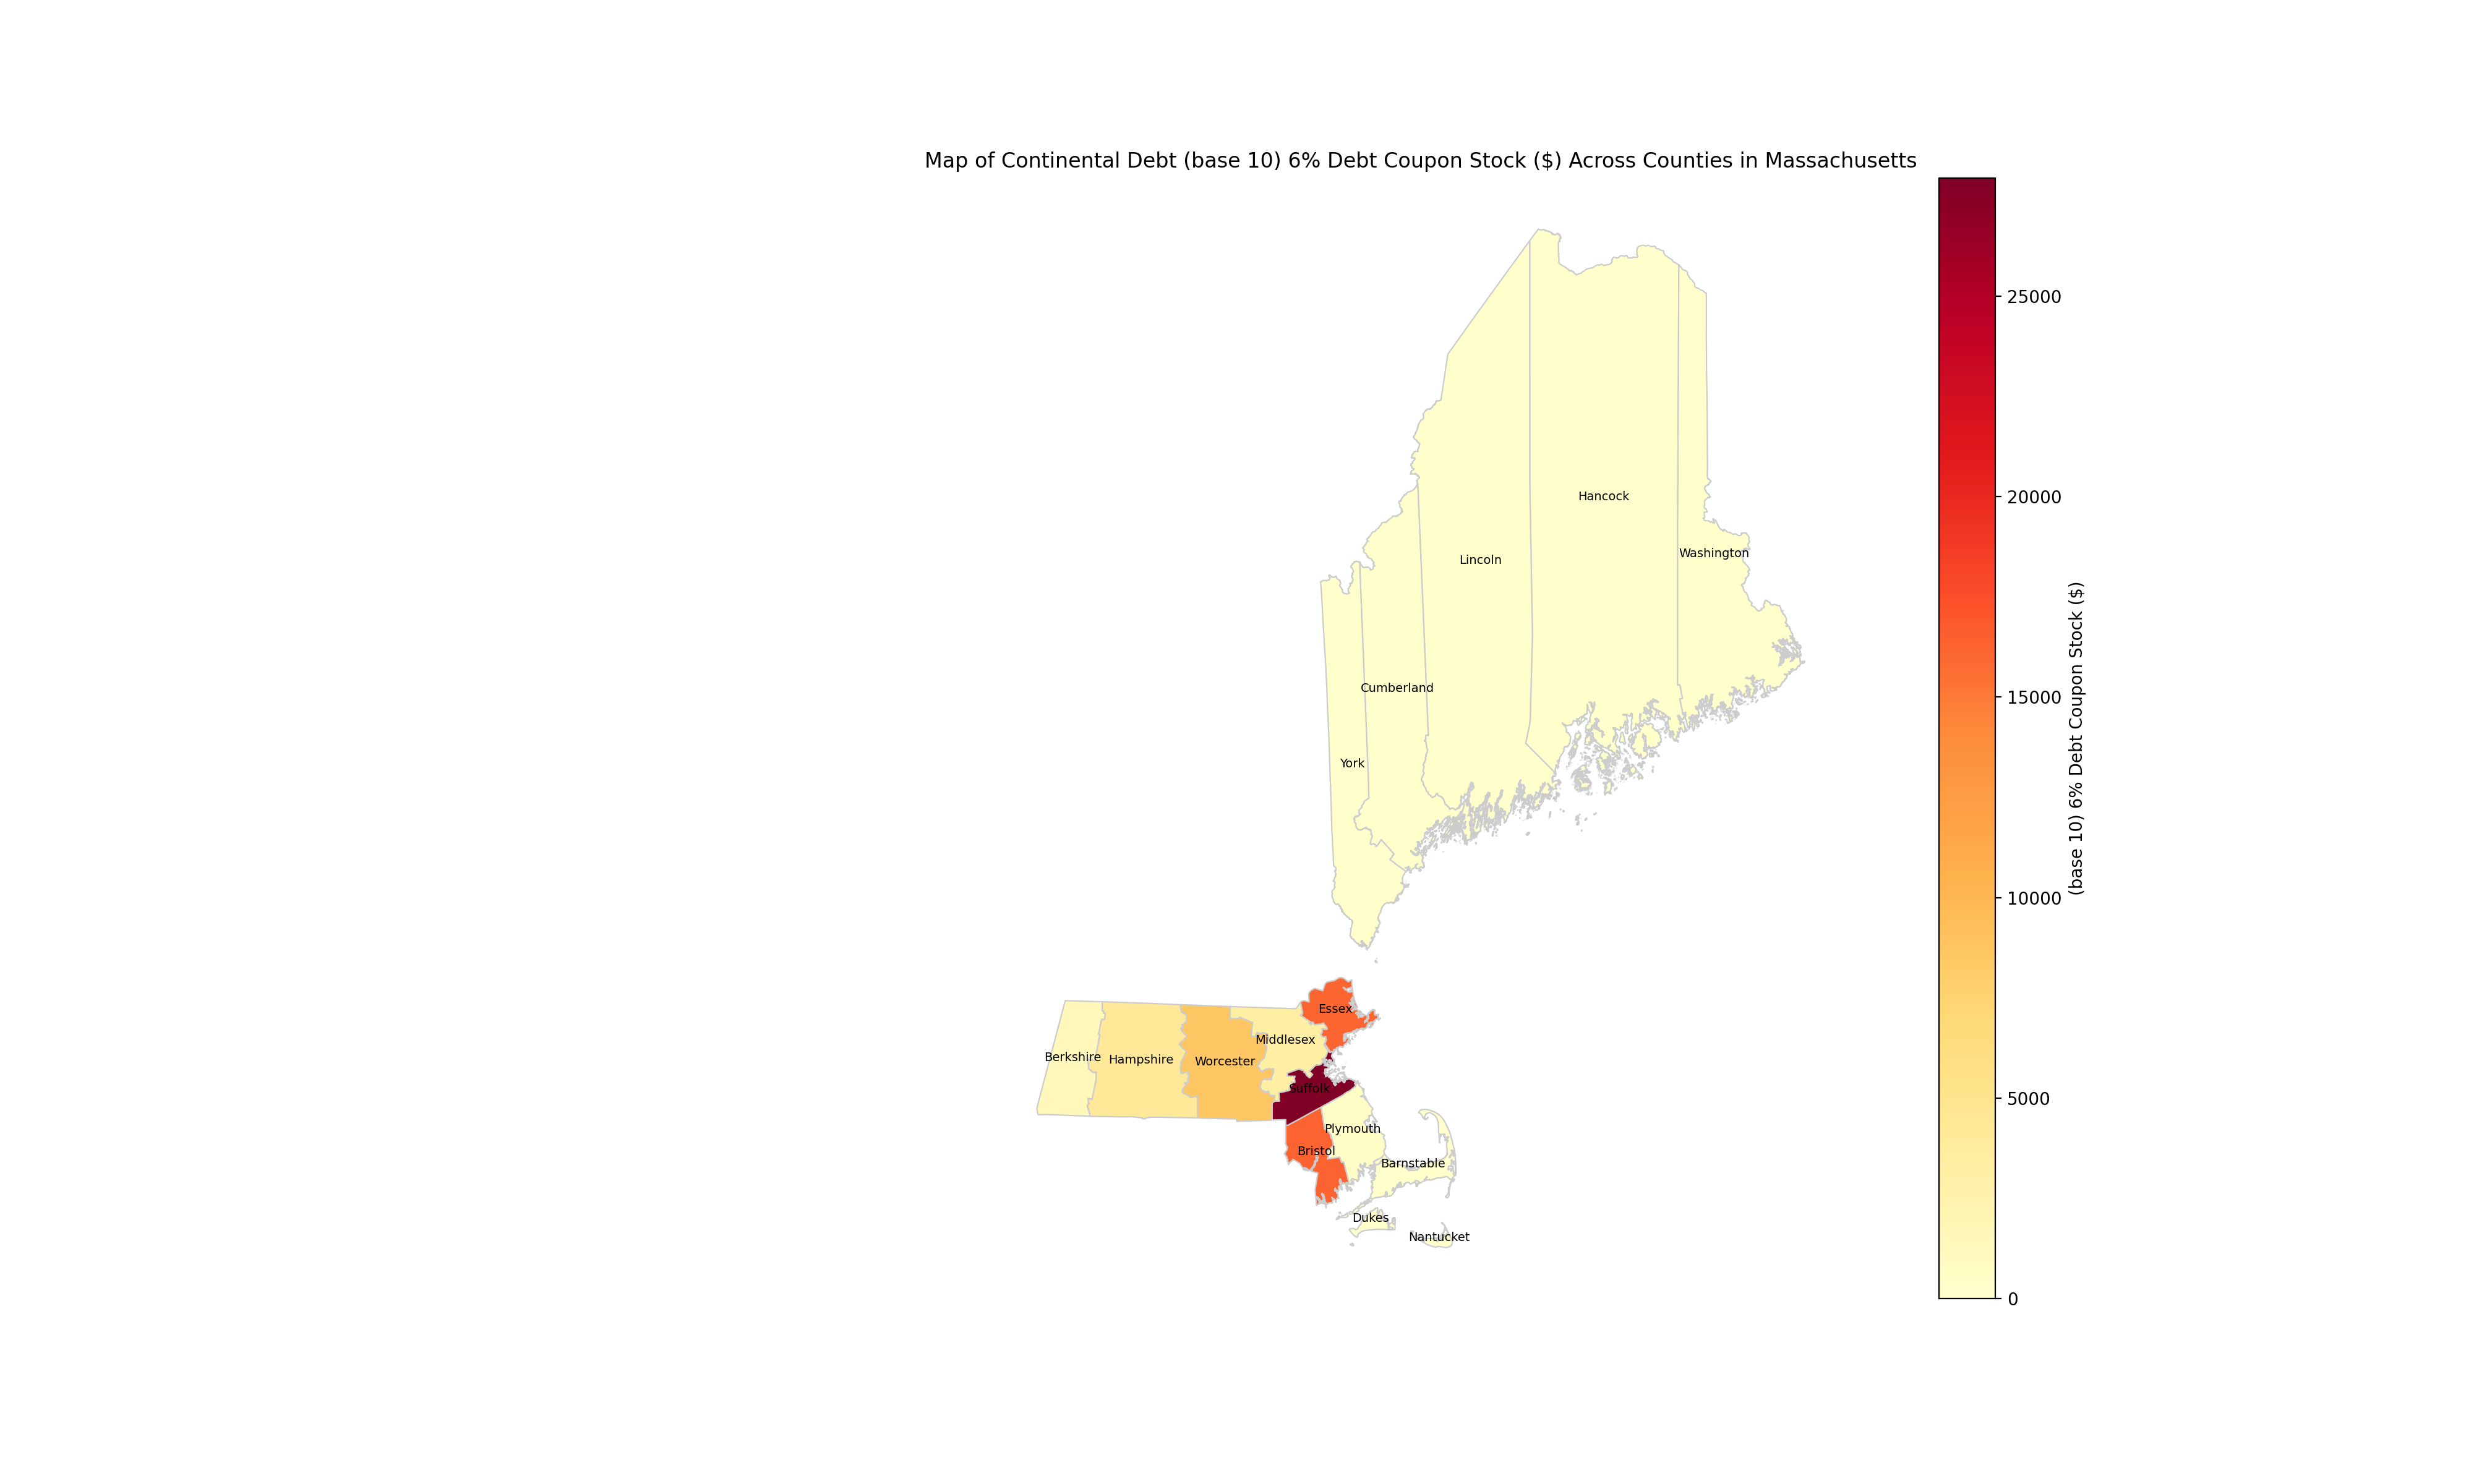 Map of Continental Debt (base 10) 6% Debt Coupon Stock ($) Across Counties in Massachusetts
25000
Hancock
20000
Washington
Lincoln
(base 10) 6% Debt Coupon Stock ($)
Cumberland
15000
York
10000
Essex
Middlesex
Berkshire
Hampshire
Worcester
Suffolk
5000
Plymouth
Bristol
Barnstable
Dukes
Nantucket
0